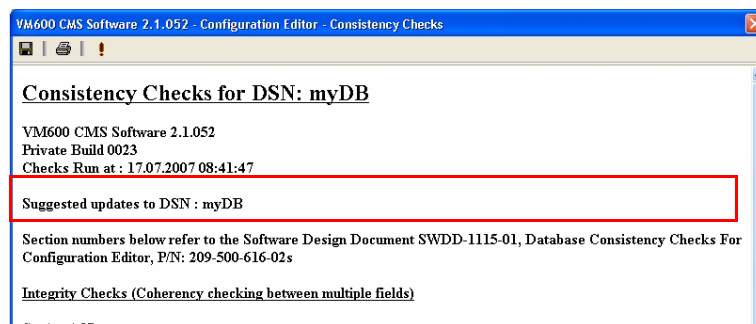 VM600 CMS Software 2.1.052 - Configuration Editor - Consistency Checks
Consistency Checks for DSN: myDB
VM600 CMS Software 2.1.052
Private Build 0023
Checks Run at : 17.07.2007 08:41:47
Suggested updates to DSN : myDB
Section numbers below refer to the Software Design Document SWDD-1115-01, Database Consistency Checks For
Configuration Editor, P/N: 209-500-616-02s
Integrity Checks (Coherency checking between multiple fields)